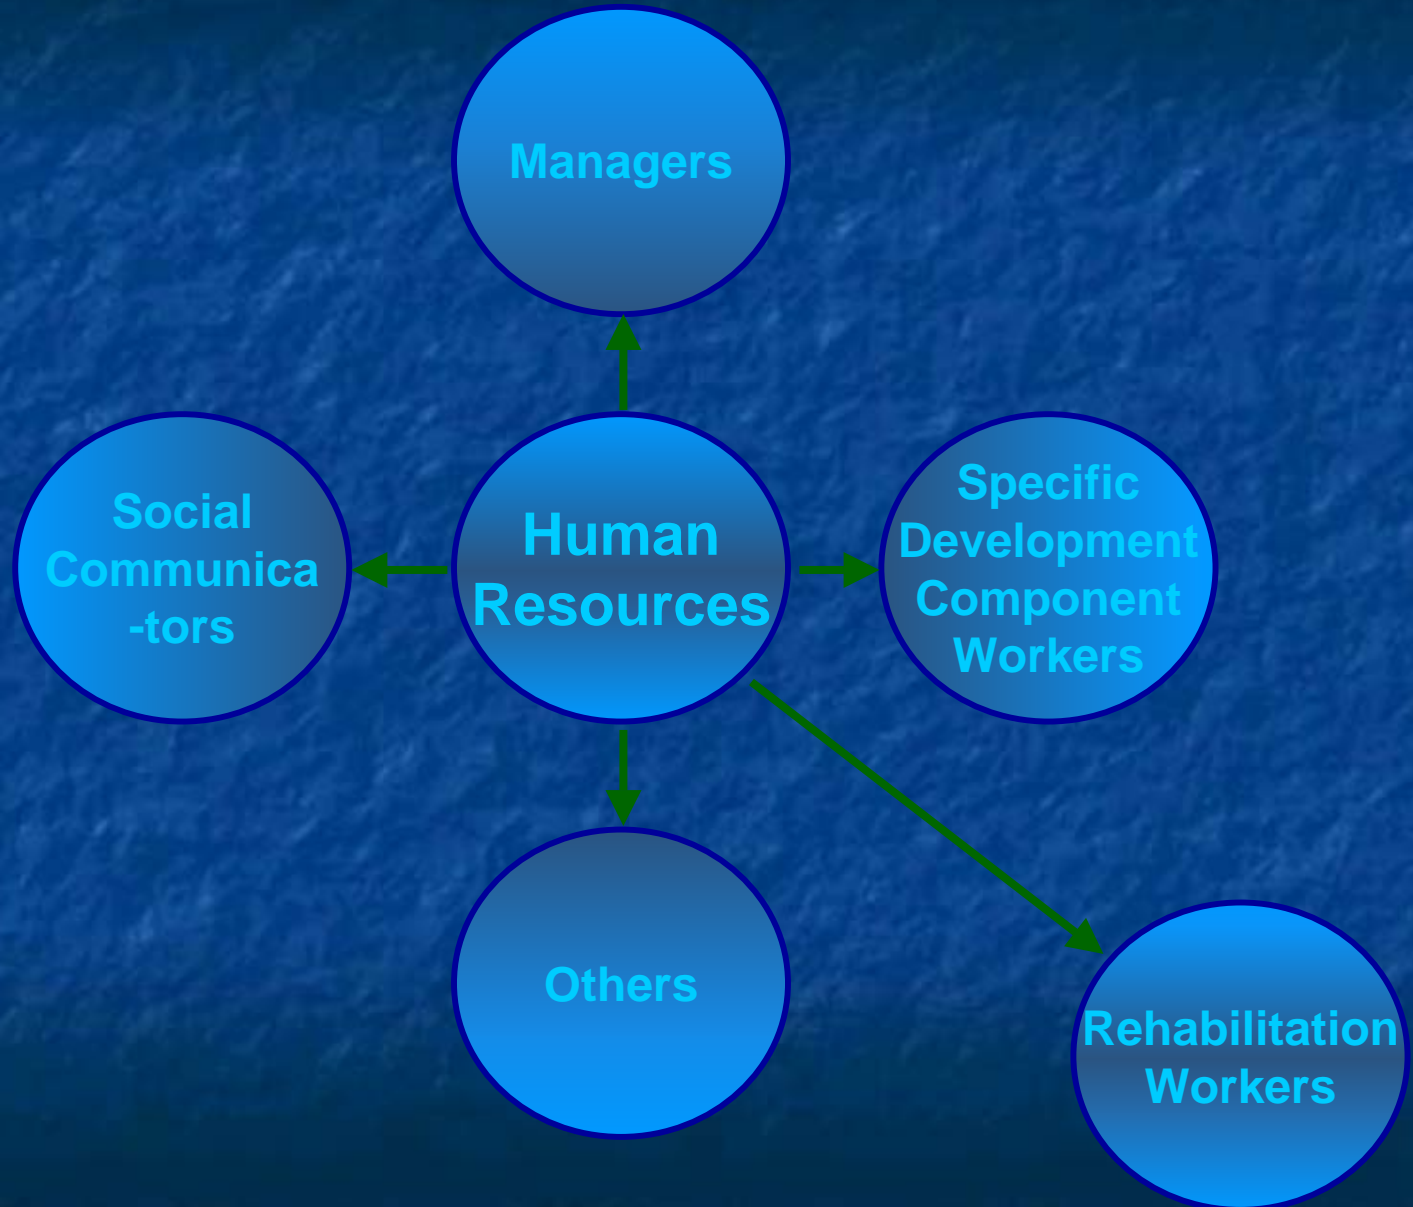 Managers
Social
Communica
-tors
Human
Resources
Specific
Development
Component
Workers
Others
Rehabilitation
Workers